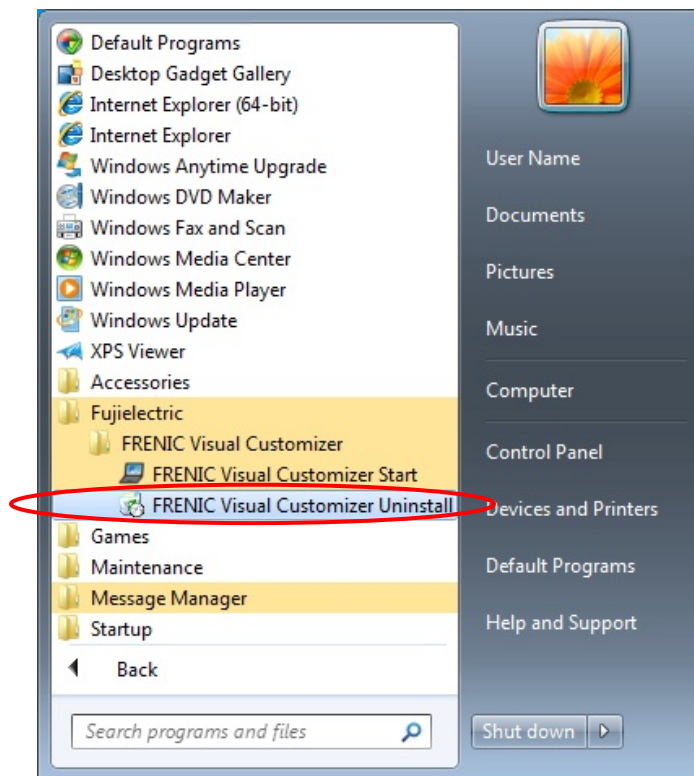 Default Programs
Desktop Gadget Gallery
Internet Explorer (64-bit)
Internet Explorer
Windows Anytime Upgrade
Windows DVD Maker
Windows Fax and Scan
Windows Media Center
Windows Media Player
Windows Update
XPS Viewer
Accessories
Fujielectric
FRENIC Visual Customizer
FRENIC Visual Customizer Start
FRENIC Visual Customizer Uninstall
Games
Maintenance
Message Manager
Startup
Back
Search programs and files
User Name
Documents
Pictures
Music
Computer
Control Panel
Devices and Printers
Default Programs
Help and Support
Shut down